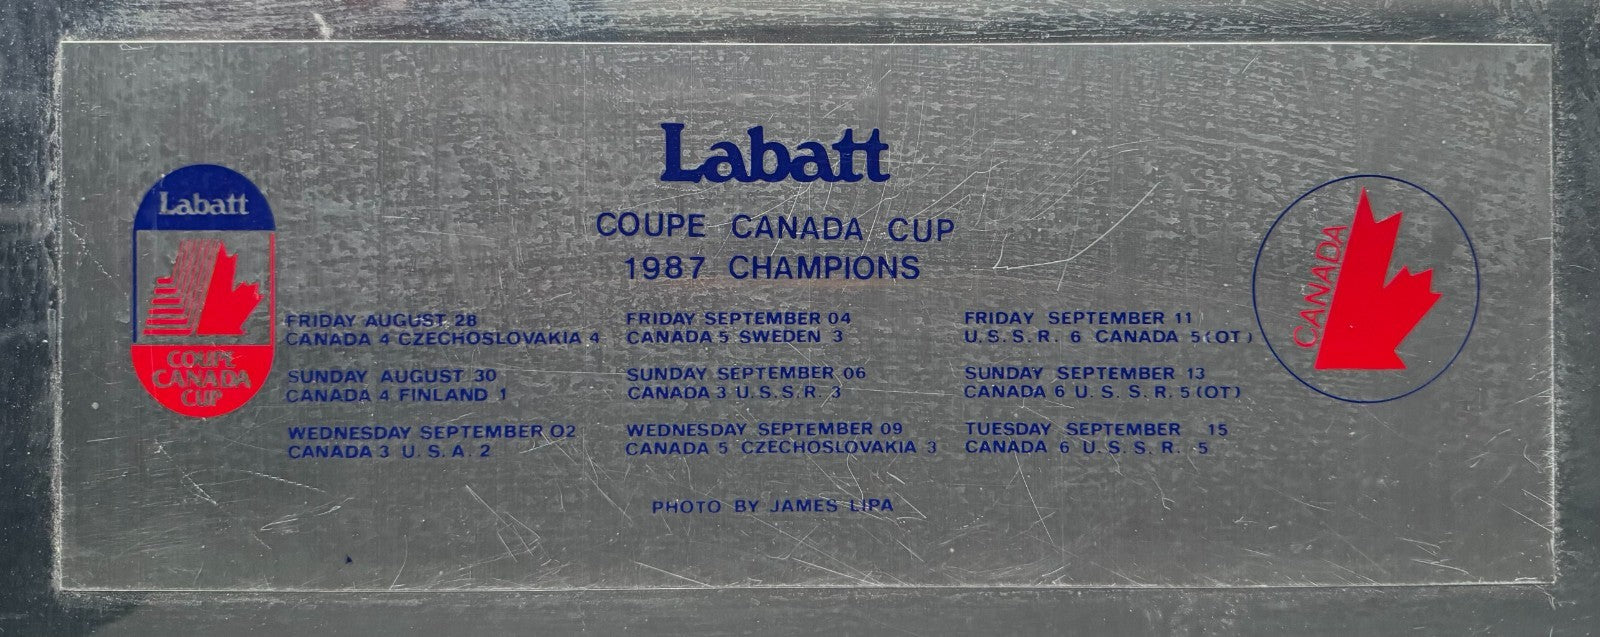 Labatt
COUPE CANADA CUP
1987 CHAMPIONS
Labatt
COUPE
CANADA
CUP
FRIDAY AUGUST 28
CANADA 4 CZECHOSLOVAKIA 4
SUNDAY AUGUST 30
CANADA 4 FINLAND 1
WEDNESDAY SEPTEMBER 02
CANADA 3 U.S.A. 2
FRIDAY SEPTEMBER 04
CANADA 5 SWEDEN 3
SUNDAY SEPTEMBER 06
CANADA 3 U.S.S.R. 3
WEDNESDAY SEPTEMBER 09
CANADA 5 CZECHOSLOVAKIA 3
FRIDAY SEPTEMBER 11
U.S.S.R. 6 CANADA 5(OT)
SUNDAY SEPTEMBER 13
CANADA 6 U.S.S.R. 5(OT)
TUESDAY SEPTEMBER 15
CANADA 6 U.S.S.R. 5
CANADA
PHOTO BY JAMES LIPA